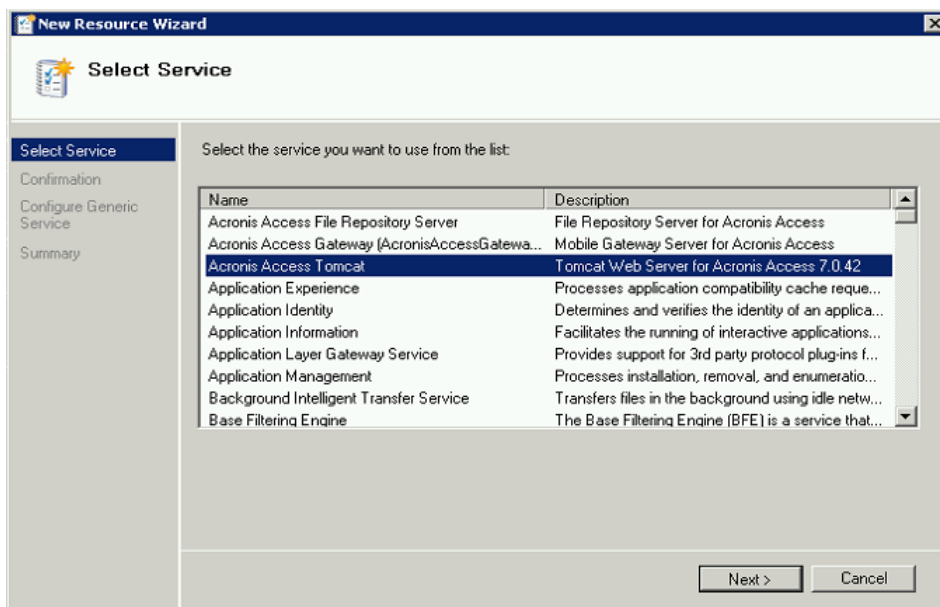 New Resource Wizard
Select Service
Select Service
Confirmation
Configure Generic
Service
Summary
Select the service you want to use from the list:
Name Description
Acronis Access File Repository Server File Repository Server for Acronis Access
Acronis Access Gateway (AcronisAccessGatewa... Mobile Gateway Server for Acronis Access
Acronis Access Tomcat Tomcat Web Server for Acronis Access 7.0.42
Application Experience Processes application compatibility cache reque...
Application Identity Determines and verifies the identity of an applica...
Application Information Facilitates the running of interactive applications...
Application Layer Gateway Service Provides support for 3rd party protocol plug-ins f...
Application Management Processes installation, removal, and enumeratio...
Background Intelligent Transfer Service Transfers files in the background using idle netw...
Base Filtering Engine The Base Filtering Engine (BFE) is a service that...
Next > Cancel